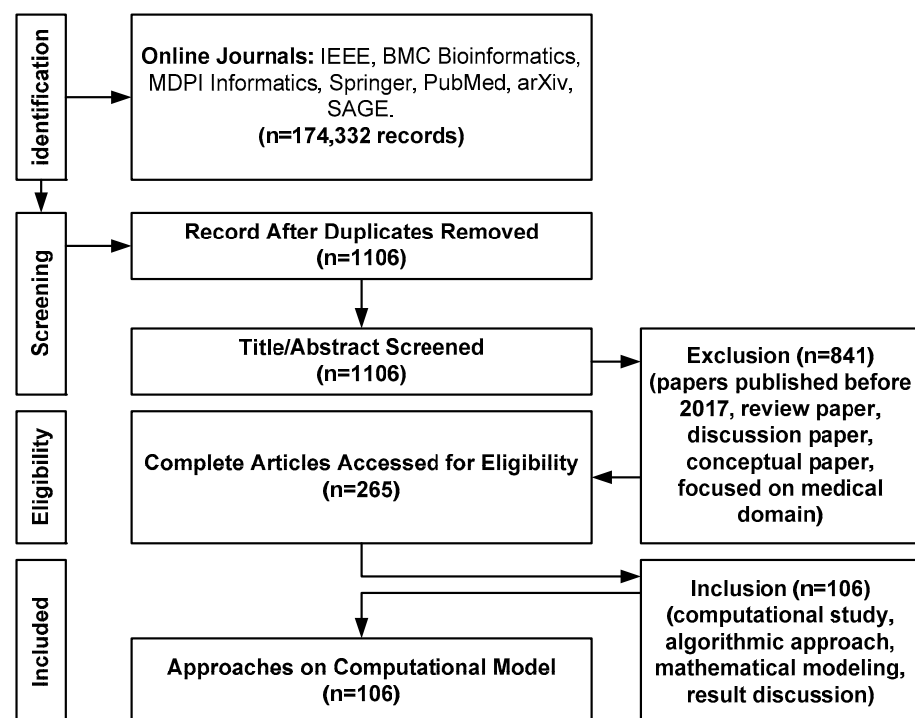 identification
Online Journals: IEEE, BMC Bioinformatics,
MDPI Informatics, Springer, PubMed, arXiv,
SAGE.
(n=174,332 records)
Screening
Record After Duplicates Removed
(n=1106)
Title/Abstract Screened
(n=1106)
Exclusion (n=841)
(papers published before
2017, review paper,
discussion paper,
conceptual paper,
focused on medical
domain)
Eligibility
Complete Articles Accessed for Eligibility
(n=265)
Included
Inclusion (n=106)
(computational study,
algorithmic approach,
mathematical modeling,
result discussion)
Approaches on Computational Model
(n=106)